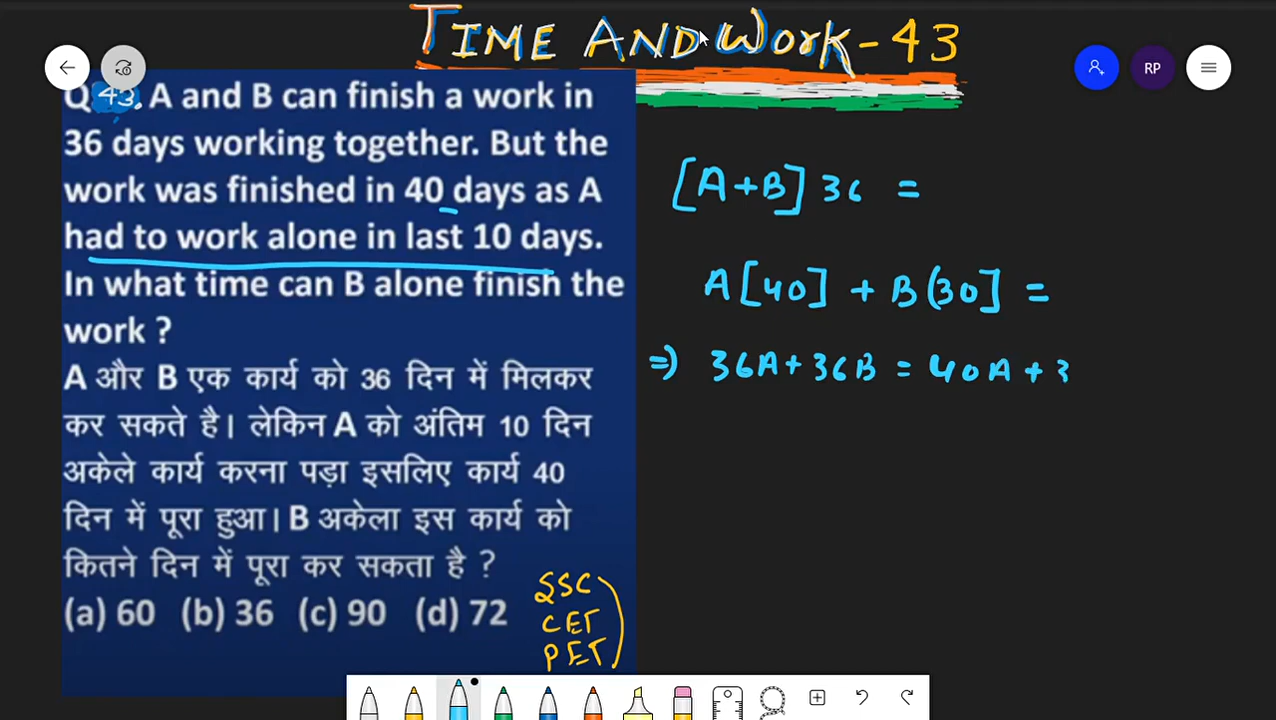 TIME AND WORK-43
Q 43. A and B can finish a work in
36 days working together. But the
work was finished in 40 days as A
had to work alone in last 10 days.
In what time can B alone finish the
work ?
A और B एक कार्य को 36 दिन में मिलकर
कर सकते है। लेकिन A को अंतिम 10 दिन
अकेले कार्य करना पड़ा इसलिए कार्य 40
दिन में पूरा हुआ। B अकेला इस कार्य को
कितने दिन में पूरा कर सकता है ?
(a) 60 (b) 36 (c) 90 (d) 72
SSC
CET
PET
[A+B] 36 =
A[40] + B(30] =
=) 36A+36B = 40A + 3
RP